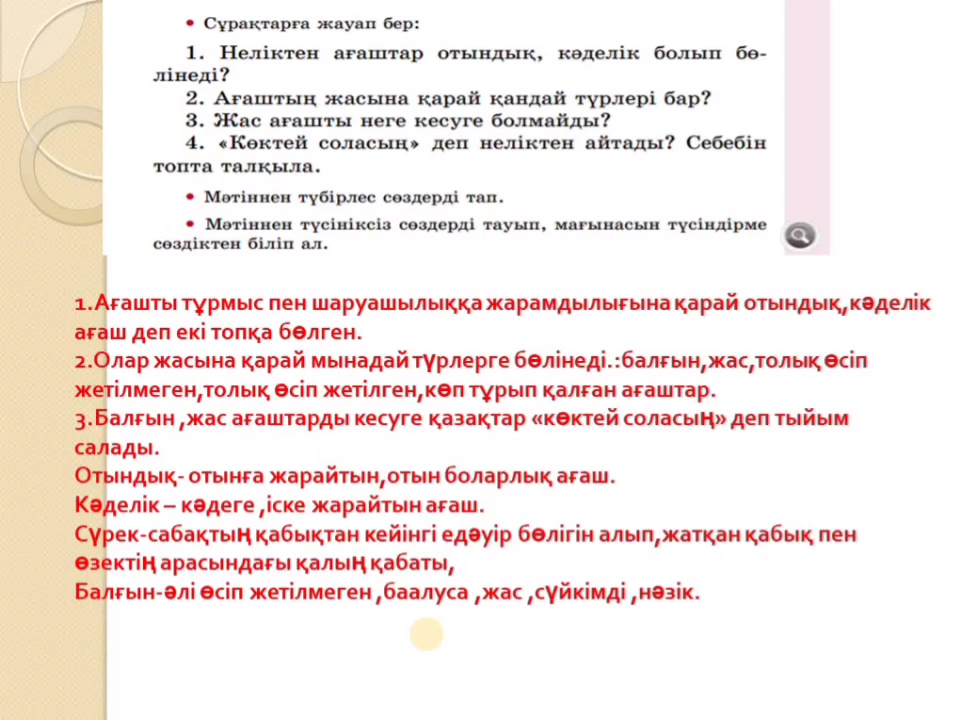 • Сұрақтарға жауап бер:
1. Неліктен ағаштар отындық, кәделік болып бө-
лінеді?
2. Ағаштың жасына қарай қандай түрлері бар?
3. Жас ағашты неге кесуге болмайды?
4. «Көктей соласың» деп неліктен айтады? Себебін
топта талқыла.
• Мәтіннен түбірлес сөздерді тап.
• Мәтіннен түсініксіз сөздерді тауып, мағынасын түсіндірме
сөздіктен біліп ал.
1.Ағашты тұрмыс пен шаруашылыққа жарамдылығына қарай отындық,кәделік
ағаш деп екі топқа бөлген.
2.Олар жасына қарай мынадай түрлерге бөлінеді.:балғын,жас,толық өсіп
жетілмеген,толық өсіп жетілген,көп тұрып қалған ағаштар.
3.Балғын ,жас ағаштарды кесуге қазақтар «көктей соласың» деп тыйым
салады.
Отындық- отынға жарайтын,отын боларлық ағаш.
Кәделік – кәдеге ,іске жарайтын ағаш.
Сүрек-сабақтың қабықтан кейінгі едәуір бөлігін алып,жатқан қабық пен
өзектің арасындағы қалың қабаты,
Балғын-әлі өсіп жетілмеген ,баалуса ,жас ,сүйкімді ,нәзік.